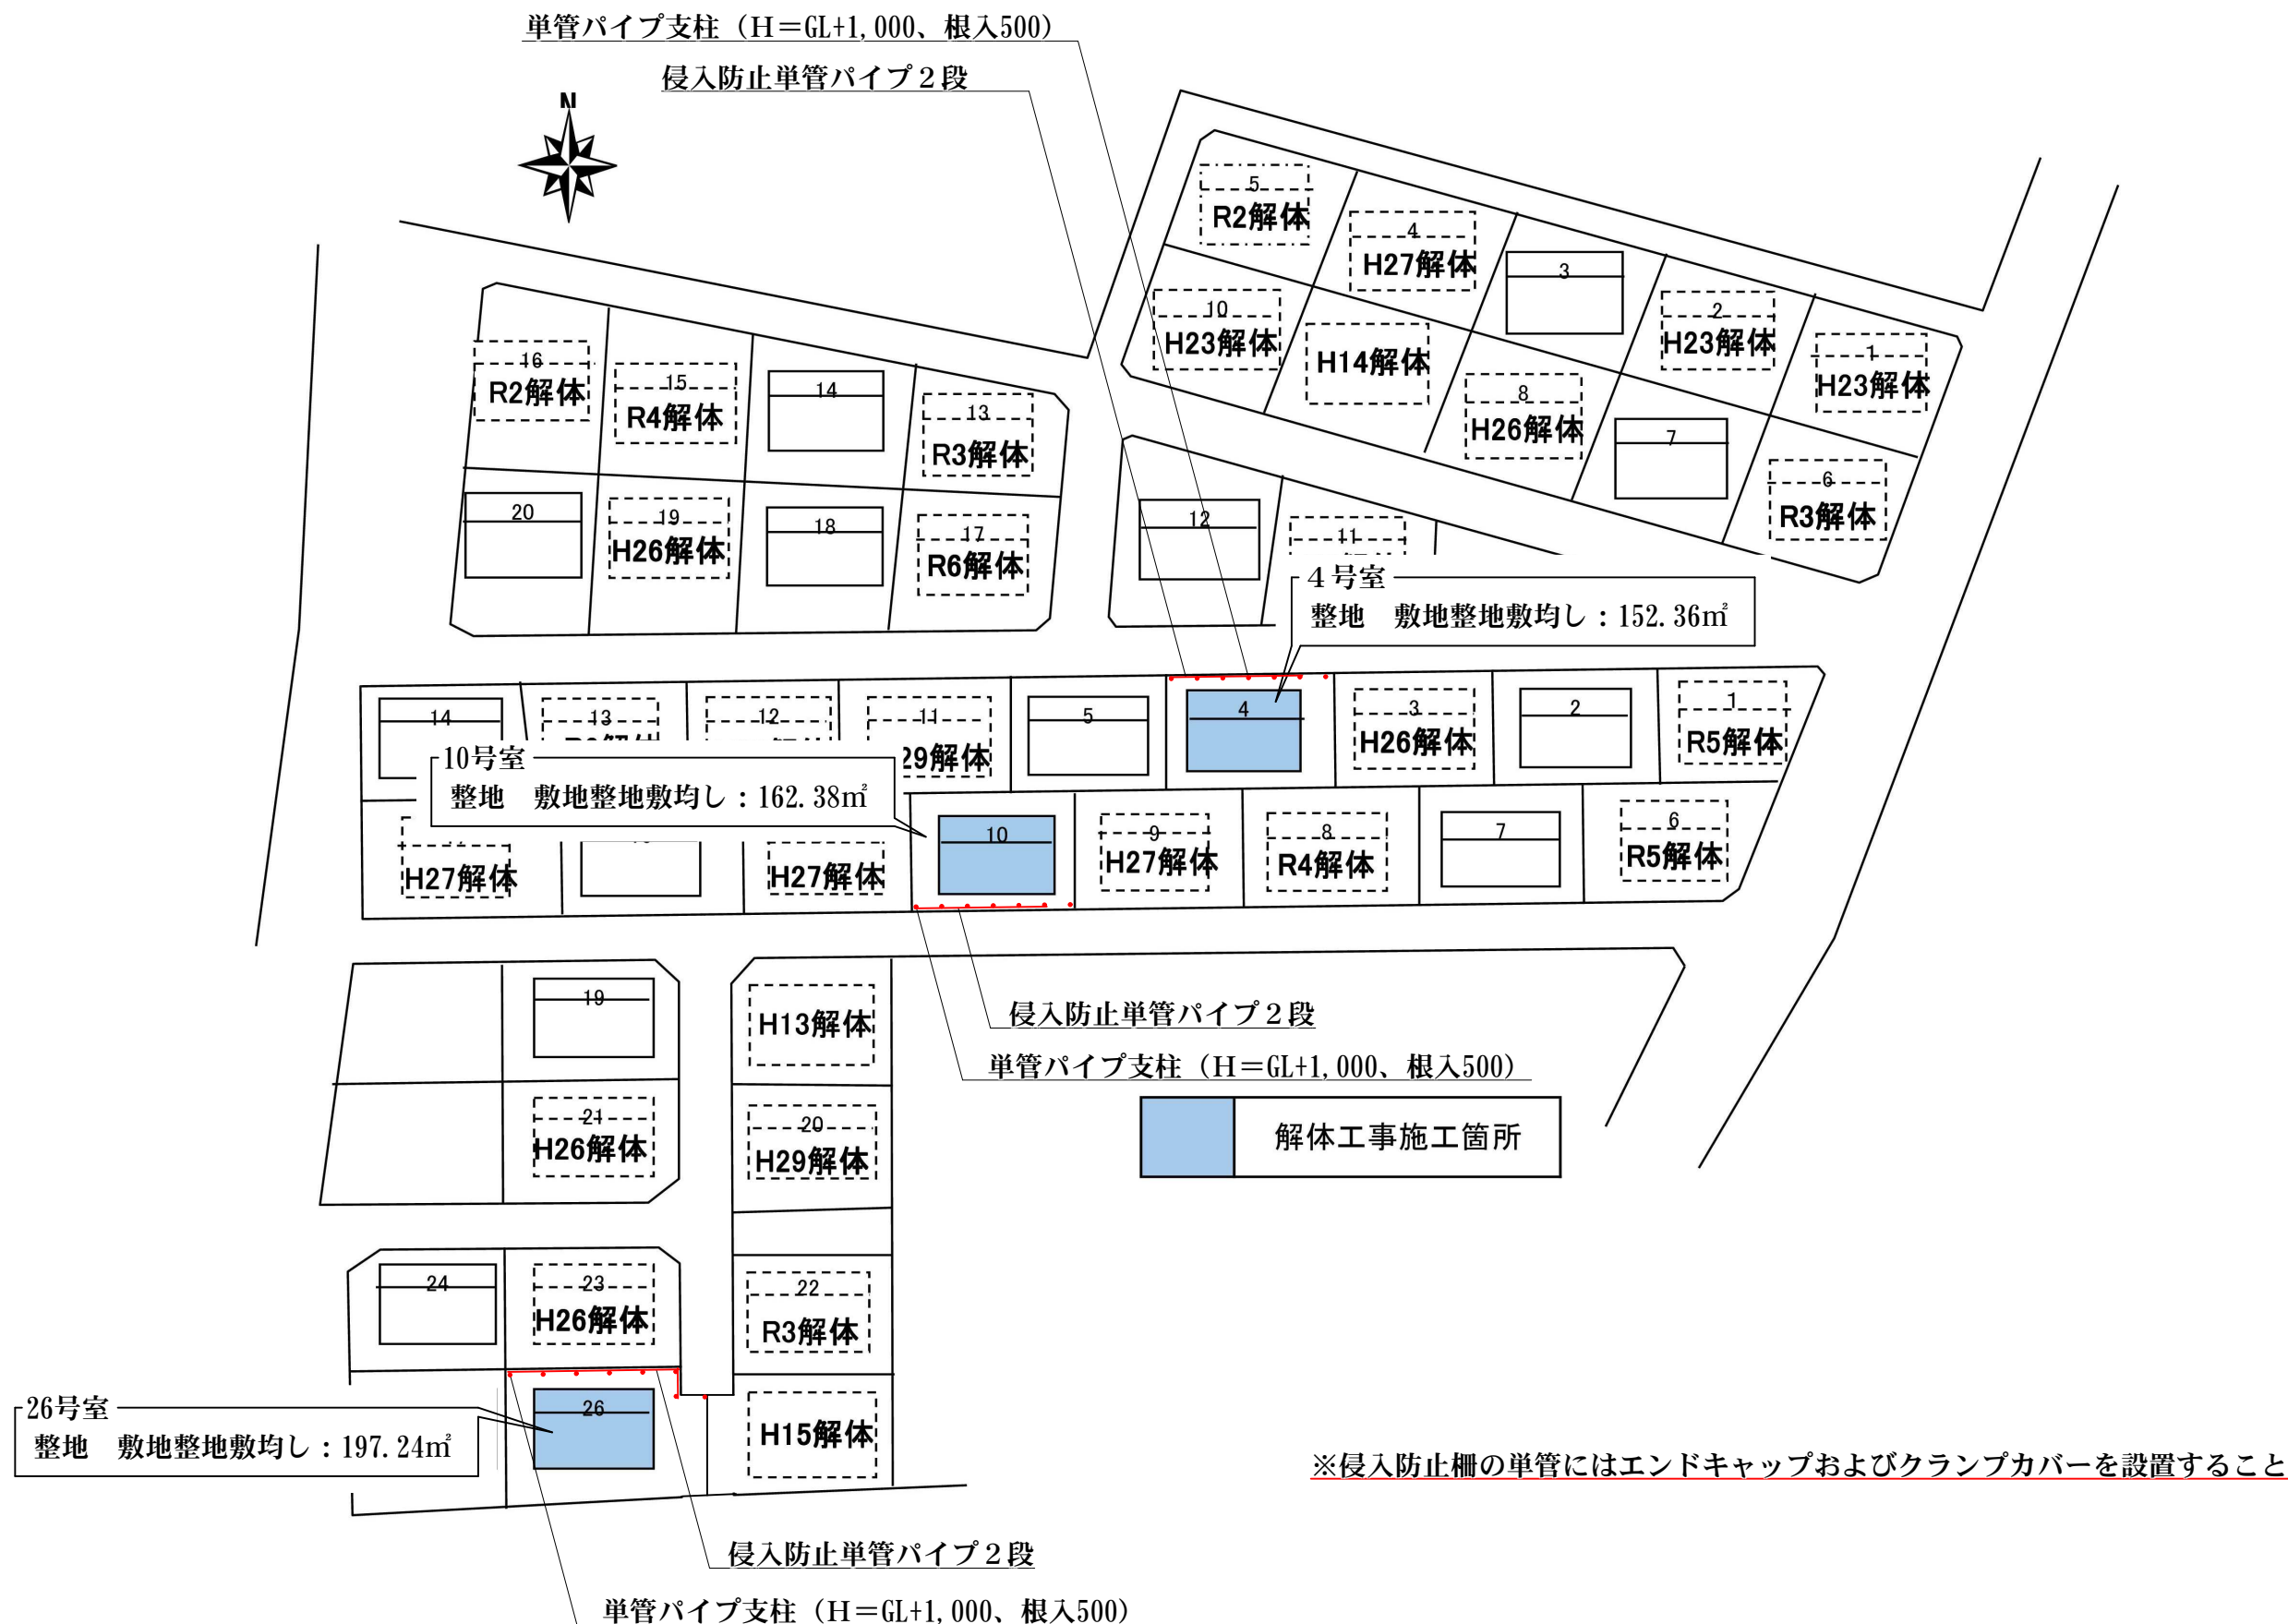 単管パイプ支柱（H＝GL+1,000、根入500）
侵入防止単管パイプ２段
N
5
R2解体
4
H27解体
3
2
H23解体
1
H23解体
10
H23解体
H14解体
8
H26解体
7
6
R3解体
16
R2解体
15
R4解体
14
13
R3解体
20
19
H26解体
18
17
R6解体
12
11
４号室
整地　敷地整地敷均し：152.36㎡
14
13
12
11
29解体
5
4
3
H26解体
2
1
R5解体
10号室
整地　敷地整地敷均し：162.38㎡
H27解体
H27解体
10
9
H27解体
8
R4解体
7
6
R5解体
侵入防止単管パイプ２段
単管パイプ支柱（H＝GL+1,000、根入500）
19
H13解体
21
H26解体
20
H29解体
解体工事施工箇所
24
23
H26解体
22
R3解体
26号室
整地　敷地整地敷均し：197.24㎡
26
H15解体
※侵入防止柵の単管にはエンドキャップおよびクランプカバーを設置すること
侵入防止単管パイプ２段
単管パイプ支柱（H＝GL+1,000、根入500）